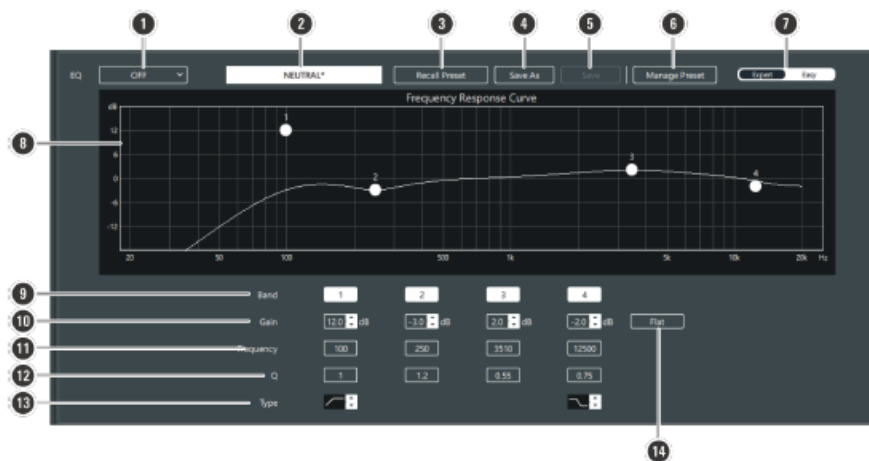 1 2 3 4 5 6 7
EQ OFF NEUTRAL* Recall Preset Save As Save Manage Preset Expert Easy
Frequency Response Curve
dB
12
6
0
-6
-12
1
2
3
4
20 50 100 500 1k 5k 10k 20k Hz
8
9 Band 1 2 3 4
10 Gain 12.0 dB -3.0 dB 2.0 dB -2.0 dB Flat
11 Frequency 100 250 3510 12500
12 Q 1 1.2 0.55 0.75
13 Type
14